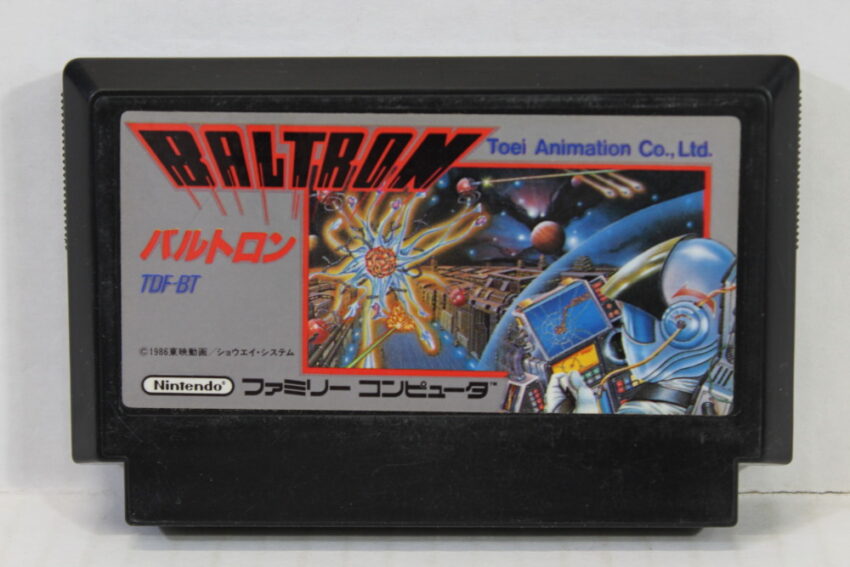 BALTRON
Toei Animation Co., Ltd.
バルトロン
TDF-BT
©1986東映動画／ショウエイ・システム
Nintendo® ファミリー コンピュータ™